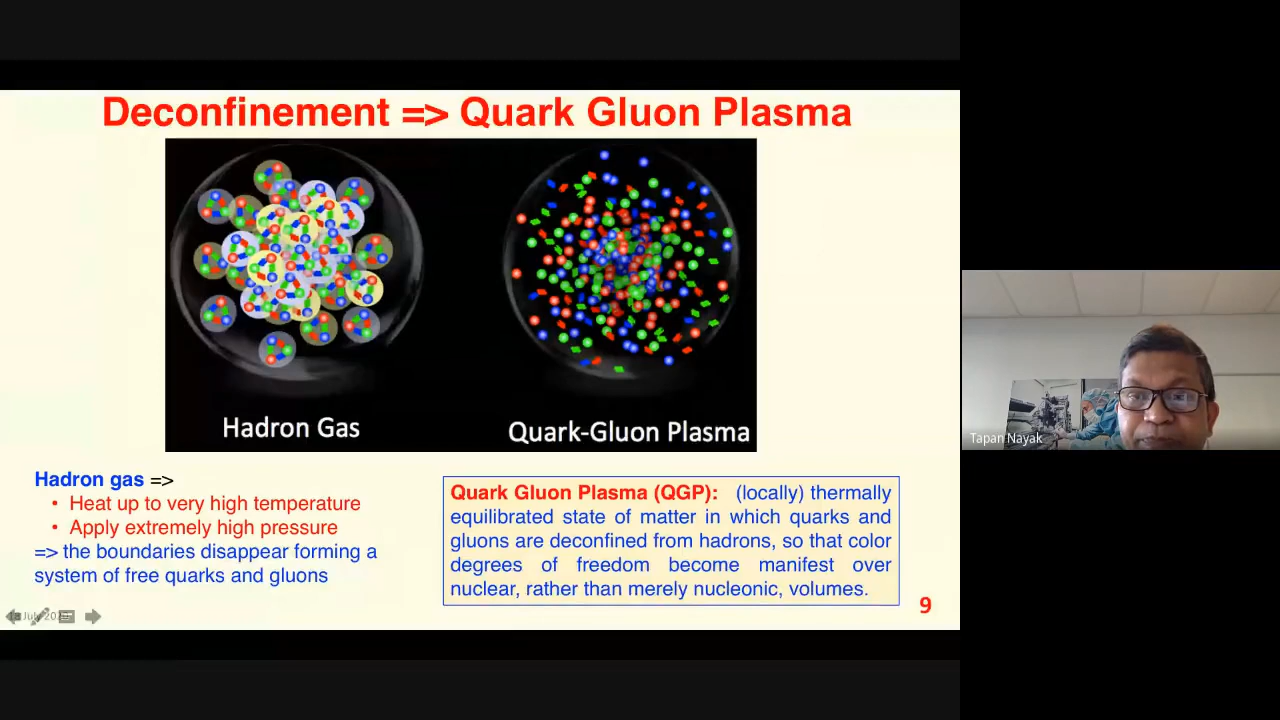 Deconfinement => Quark Gluon Plasma
Hadron Gas
Quark-Gluon Plasma
Hadron gas =>
• Heat up to very high temperature
• Apply extremely high pressure
=> the boundaries disappear forming a
system of free quarks and gluons
Quark Gluon Plasma (QGP): (locally) thermally
equilibrated state of matter in which quarks and
gluons are deconfined from hadrons, so that color
degrees of freedom become manifest over
nuclear, rather than merely nucleonic, volumes.
9
Tapan Nayak